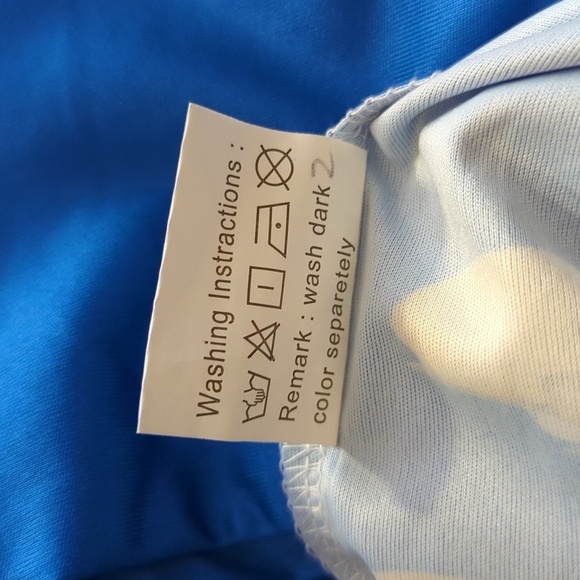 Washing Instractions :
Remark : wash dark 2
color separetely